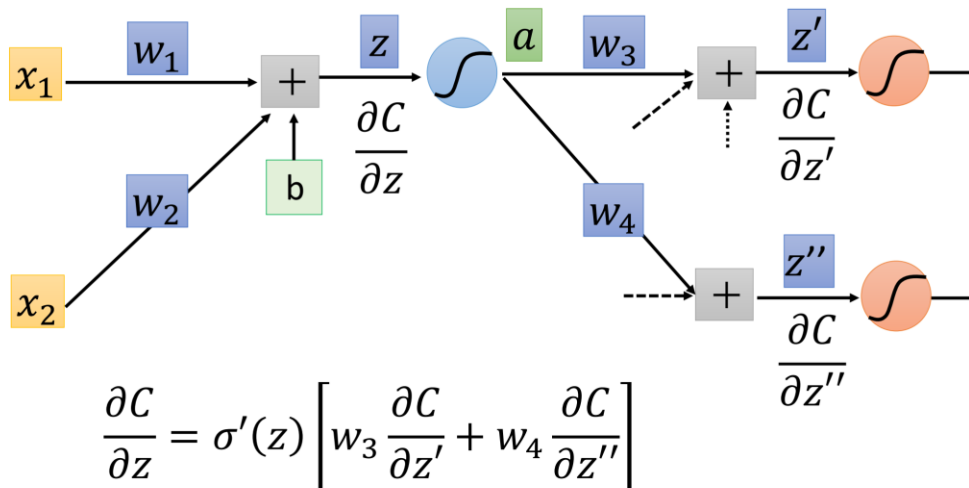 x₁ w₁ + z a w₃ + z′
∂C/∂z ∂C/∂z′
w₂ b w₄
x₂ + z′′
∂C/∂z′′
∂C/∂z = σ′(z) [w₃ ∂C/∂z′ + w₄ ∂C/∂z′′]